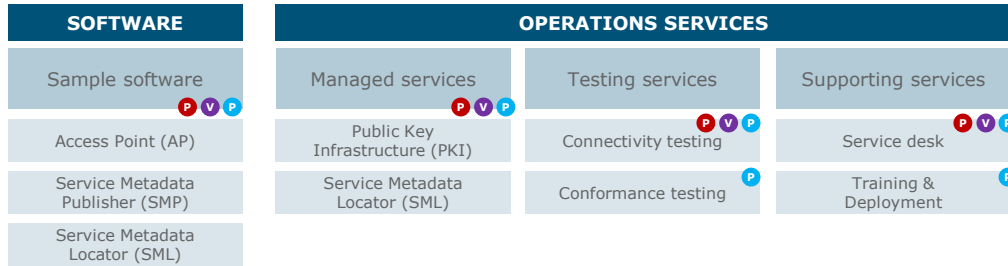 SOFTWARE
OPERATIONS SERVICES
Sample software
Managed services
Testing services
Supporting services
P V P
P V P
Access Point (AP)
Public Key
Infrastructure (PKI)
P V P
Connectivity testing
P V P
Service desk
Service Metadata
Publisher (SMP)
Service Metadata
Locator (SML)
P
Conformance testing
P
Training &
Deployment
Service Metadata
Locator (SML)